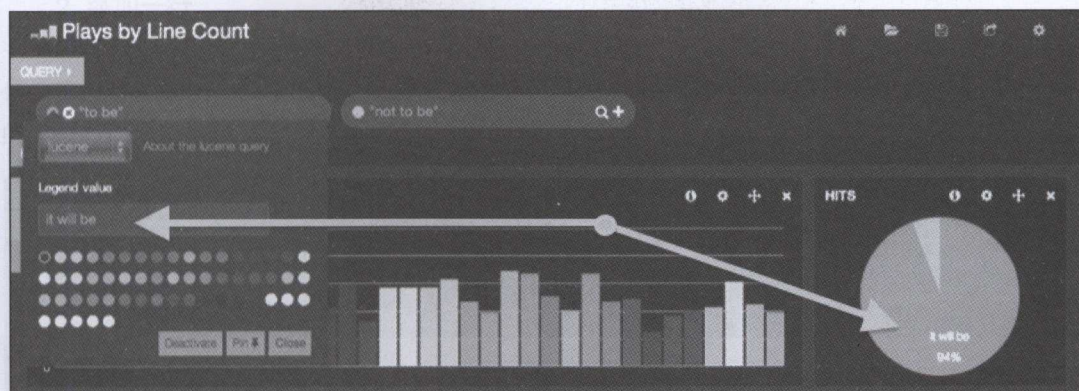 Plays by Line Count
QUERY
"to be"
"not to be"
lucene
About the lucene query
Legend value
it will be
Deactivate Pin Close
0
HITS
it will be
94%